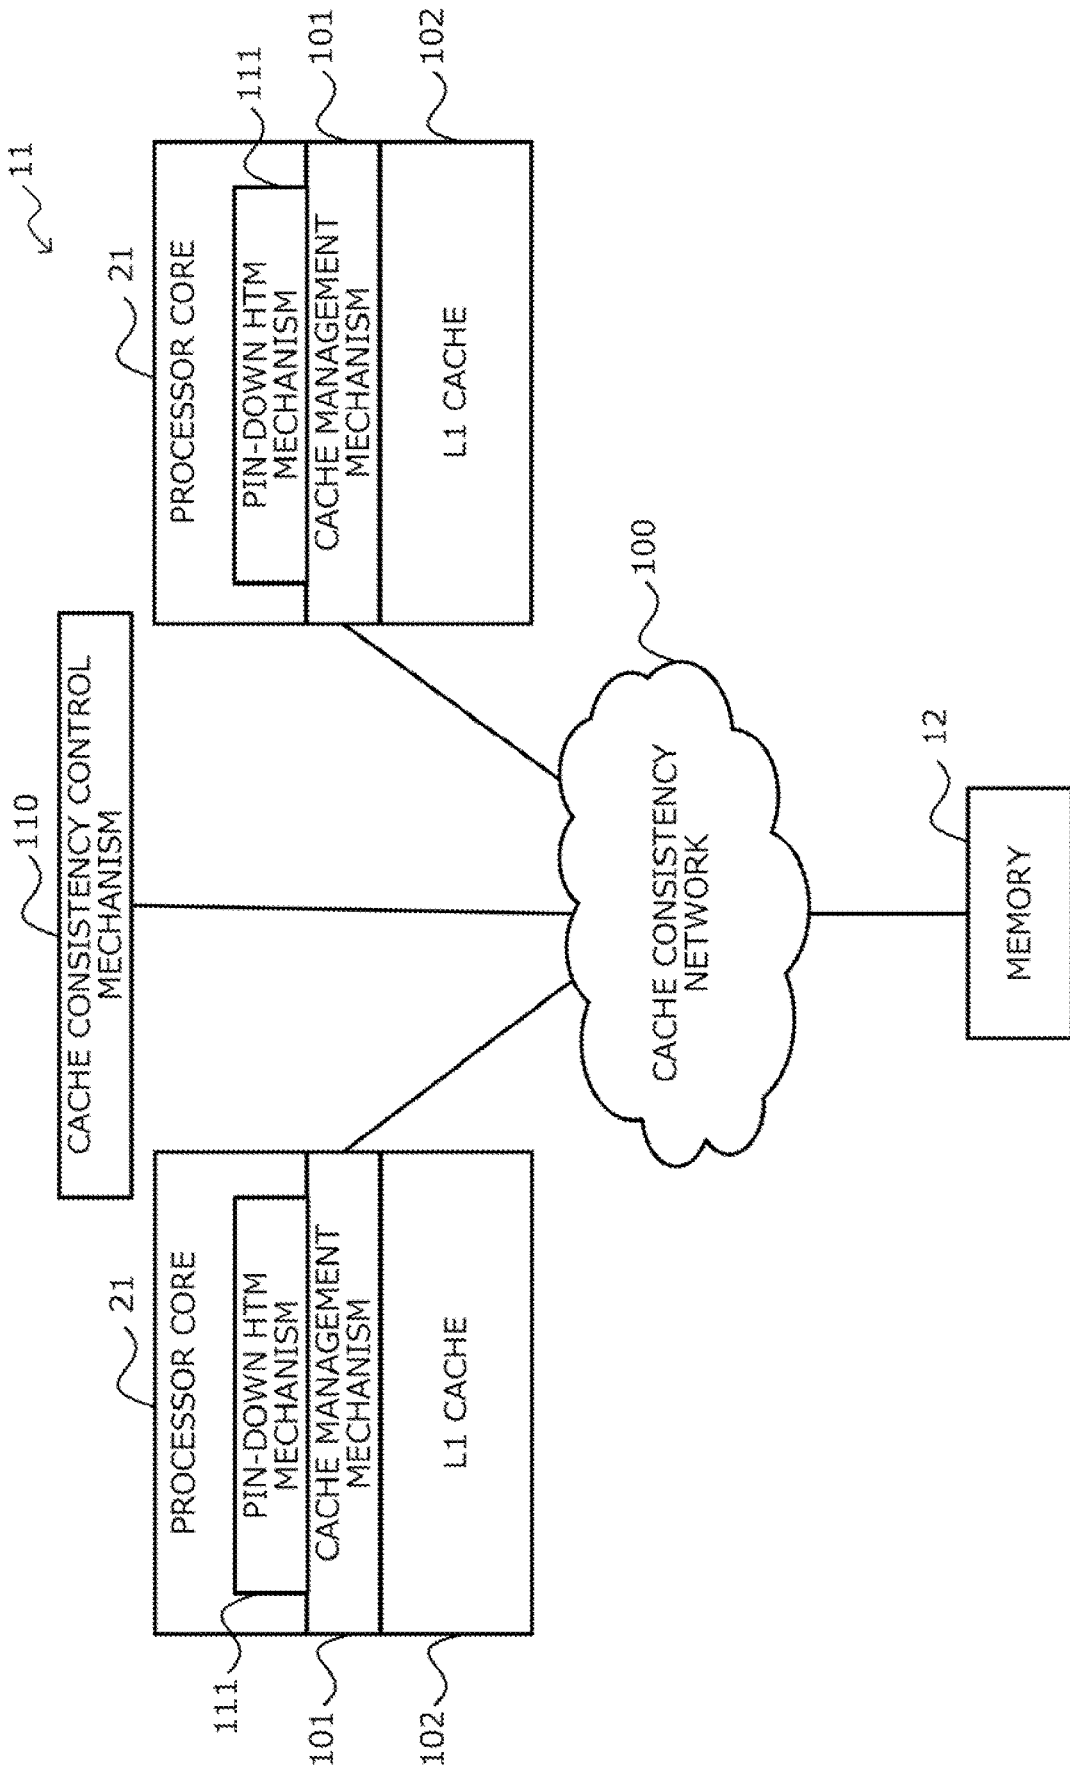 11
110
CACHE CONSISTENCY CONTROL
MECHANISM
21
PROCESSOR CORE
111
PIN-DOWN HTM
MECHANISM
101
CACHE MANAGEMENT
MECHANISM
102
L1 CACHE
21
PROCESSOR CORE
111
PIN-DOWN HTM
MECHANISM
101
CACHE MANAGEMENT
MECHANISM
102
L1 CACHE
100
CACHE CONSISTENCY
NETWORK
12
MEMORY